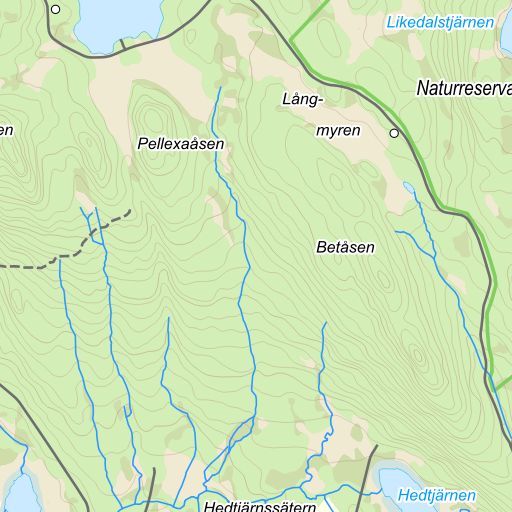 Likedalstjärnen
Naturreserva
Lång-
myren
en
Pellexaåsen
Betåsen
Hedtjärnen
Hedtjärnssätern